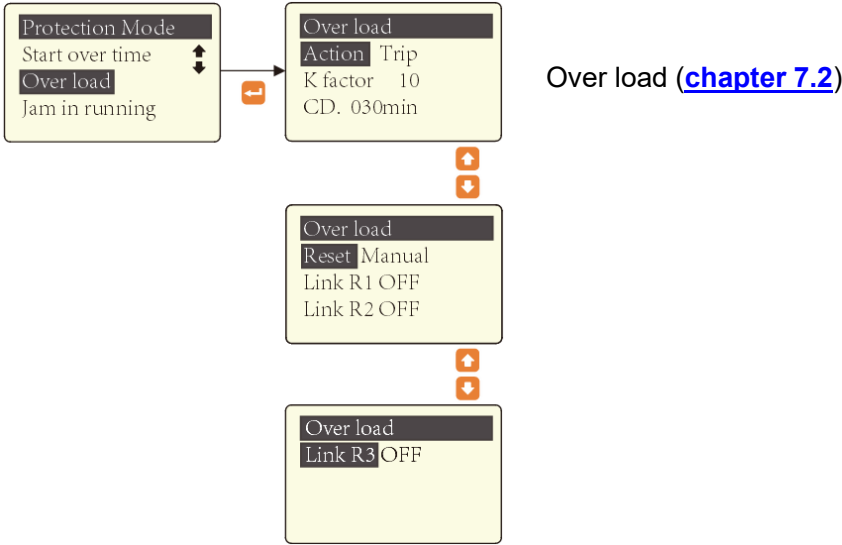 Protection Mode
Start over time
Over load
Jam in running
Over load
Action Trip
K factor 10
CD. 030min
Over load (chapter 7.2)
Over load
Reset Manual
Link R1 OFF
Link R2 OFF
Over load
Link R3 OFF